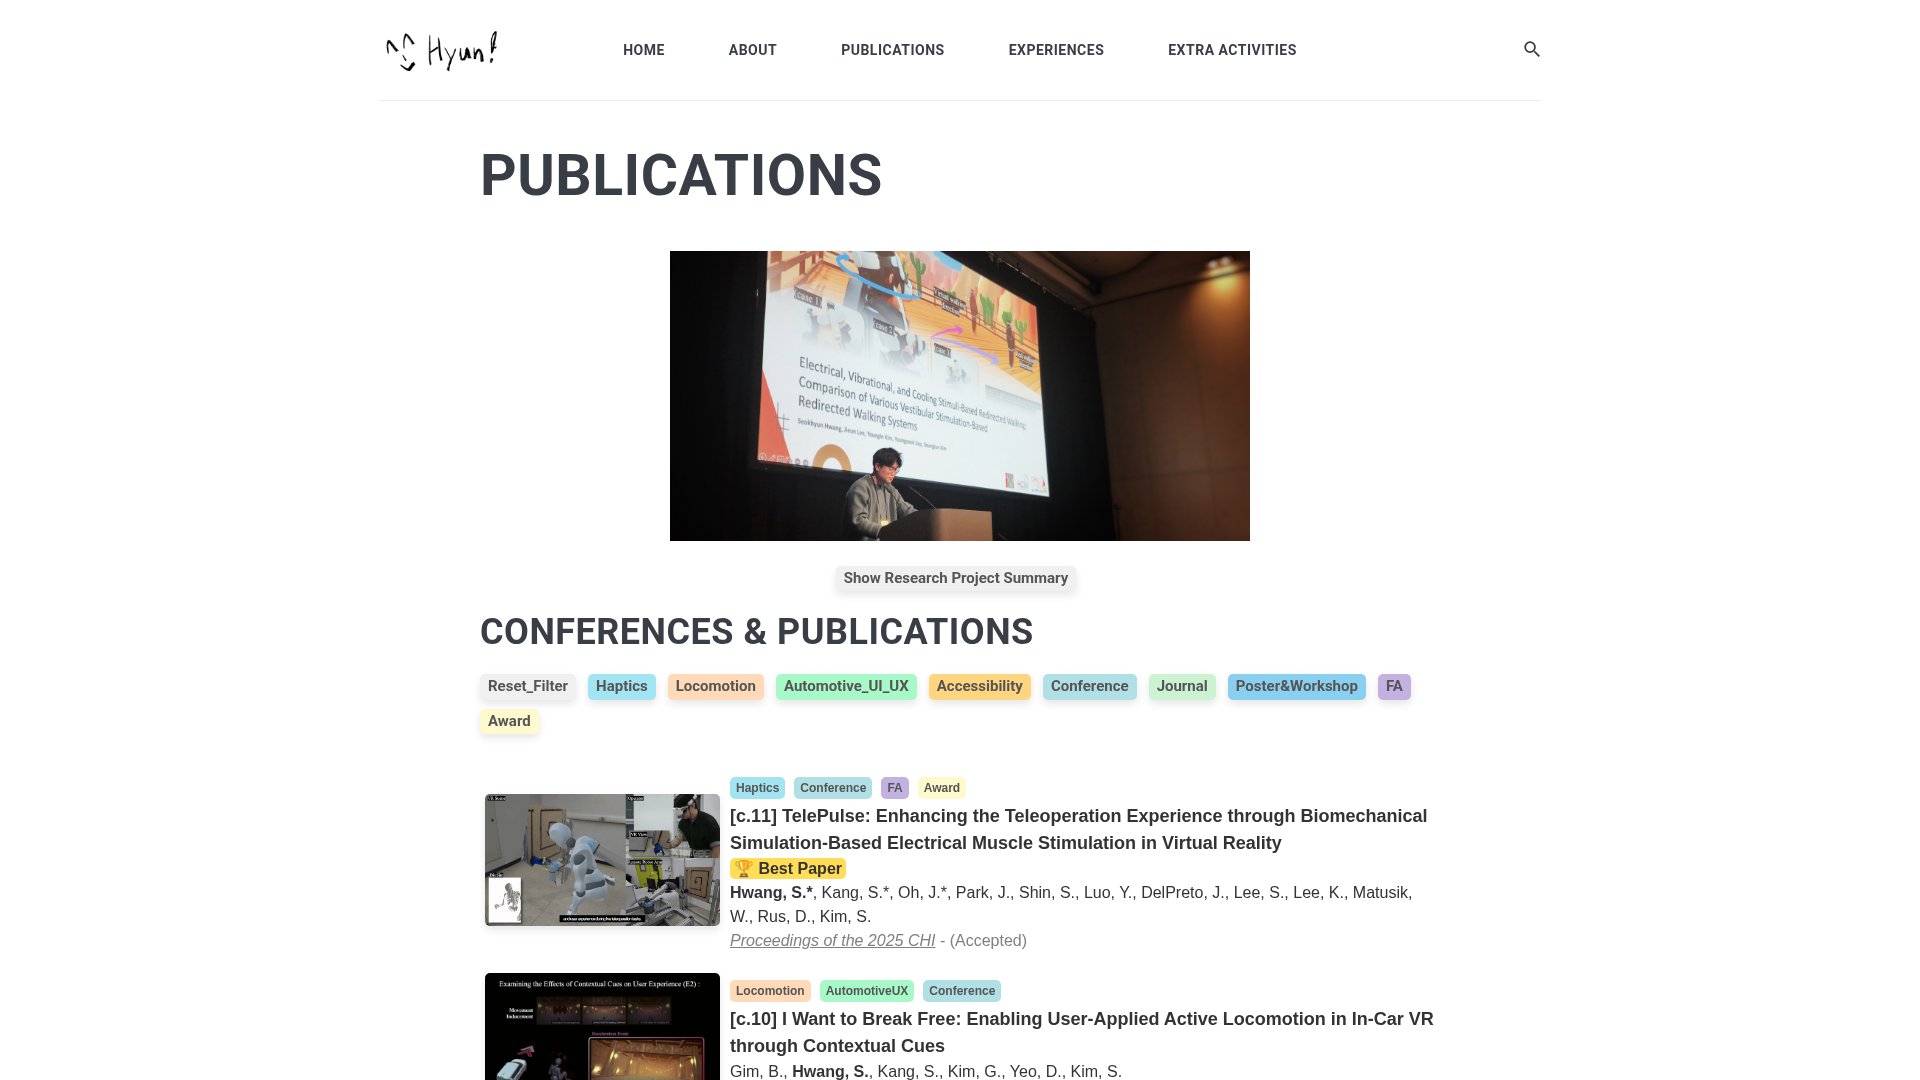 Hyun!
HOME
ABOUT
PUBLICATIONS
EXPERIENCES
EXTRA ACTIVITIES
PUBLICATIONS
case 1
case 2
Electrical, Vibrational, and Cooling Stimuli-Based Redirected Walking:
Comparison of Various Vestibular Stimulation-Based
Redirected Walking Systems
Show Research Project Summary
CONFERENCES & PUBLICATIONS
Reset_Filter
Haptics
Locomotion
Automotive_UI_UX
Accessibility
Conference
Journal
Poster&Workshop
FA
Award
Haptics
Conference
FA
Award
[c.11] TelePulse: Enhancing the Teleoperation Experience through Biomechanical
Simulation-Based Electrical Muscle Stimulation in Virtual Reality
🏆 Best Paper
Hwang, S.*, Kang, S.*, Oh, J.*, Park, J., Shin, S., Luo, Y., DelPreto, J., Lee, S., Lee, K., Matusik,
W., Rus, D., Kim, S.
Proceedings of the 2025 CHI - (Accepted)
Examining the Effects of Contextual Cues on User Experience (E2) :
Movement
Inducement
Locomotion
AutomotiveUX
Conference
[c.10] I Want to Break Free: Enabling User-Applied Active Locomotion in In-Car VR
through Contextual Cues
Gim, B., Hwang, S., Kang, S., Kim, G., Yeo, D., Kim, S.